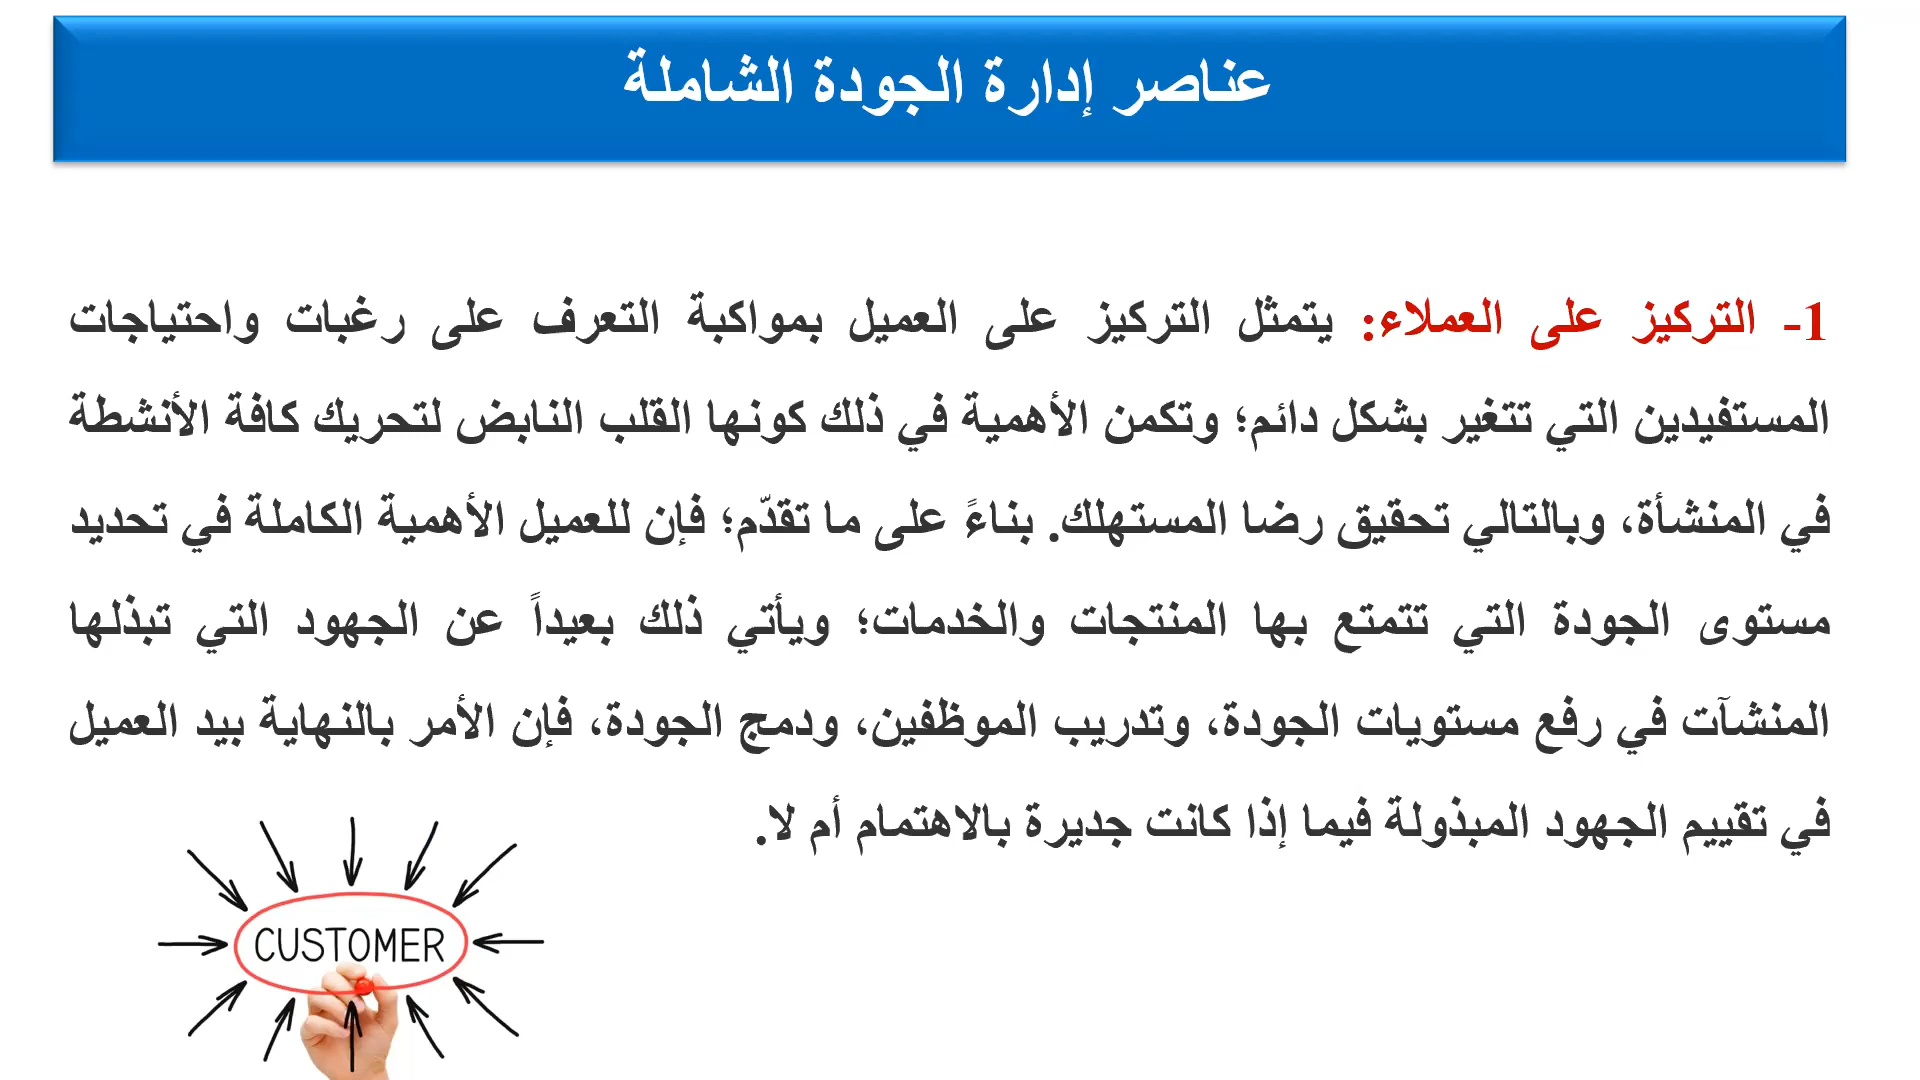 عناصر إدارة الجودة الشاملة
1- التركيز على العملاء: يتمثل التركيز على العميل بمواكبة التعرف على رغبات واحتياجات
المستفيدين التي تتغير بشكل دائم؛ وتكمن الأهمية في ذلك كونها القلب النابض لتحريك كافة الأنشطة
في المنشأة، وبالتالي تحقيق رضا المستهلك. بناءً على ما تقدّم؛ فإن للعميل الأهمية الكاملة في تحديد
مستوى الجودة التي تتمتع بها المنتجات والخدمات؛ ويأتي ذلك بعيداً عن الجهود التي تبذلها
المنشآت في رفع مستويات الجودة، وتدريب الموظفين، ودمج الجودة، فإن الأمر بالنهاية بيد العميل
في تقييم الجهود المبذولة فيما إذا كانت جديرة بالاهتمام أم لا.
CUSTOMER